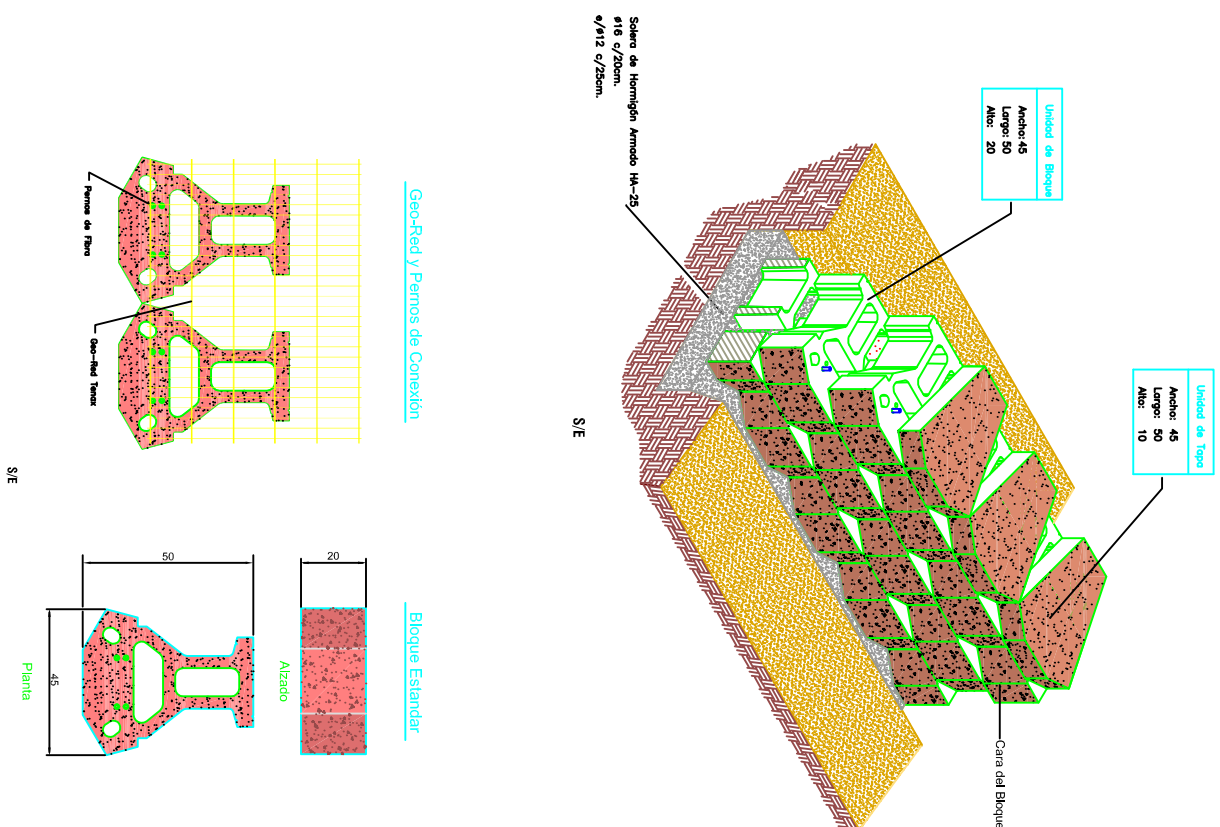 Unidad de Tapa
Ancho: 45
Largo: 50
Alto: 10
Unidad de Bloque
Ancho: 45
Largo: 50
Alto: 20
Cara del Bloque
Solera de Hormigón Armado HA-25
ø16 c/20cm.
e/ø12 c/25cm.
S/E
Geo-Red y Pernos de Conexión
Pernos de Fibra
Geo-Red Tenax
Bloque Estandar
20
Alzado
50
45
Planta
S/E